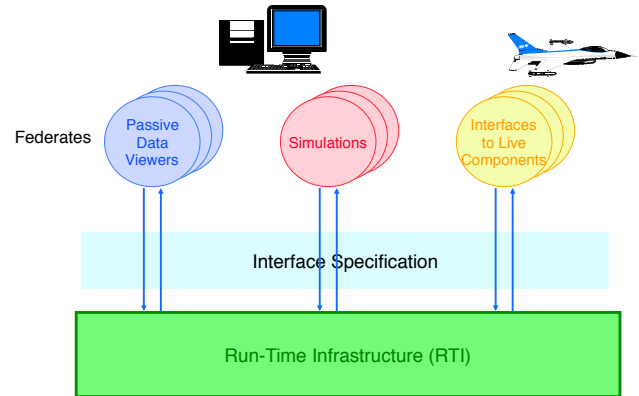 Federates
Passive
Data
Viewers
Simulations
Interfaces
to Live
Components
Interface Specification
Run-Time Infrastructure (RTI)